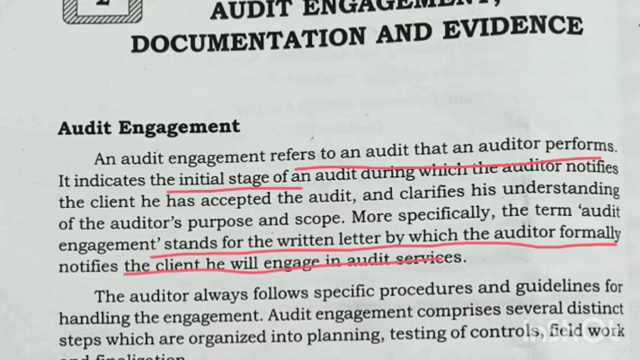 2
AUDIT ENGAGEMENT,
DOCUMENTATION AND EVIDENCE
Audit Engagement
An audit engagement refers to an audit that an auditor performs.
It indicates the initial stage of an audit during which the auditor notifies
the client he has accepted the audit, and clarifies his understanding
of the auditor's purpose and scope. More specifically, the term 'audit
engagement' stands for the written letter by which the auditor formally
notifies the client he will engage in audit services.
The auditor always follows specific procedures and guidelines for
handling the engagement. Audit engagement comprises several distinct
steps which are organized into planning, testing of controls, field work
and finalization.
InShOt